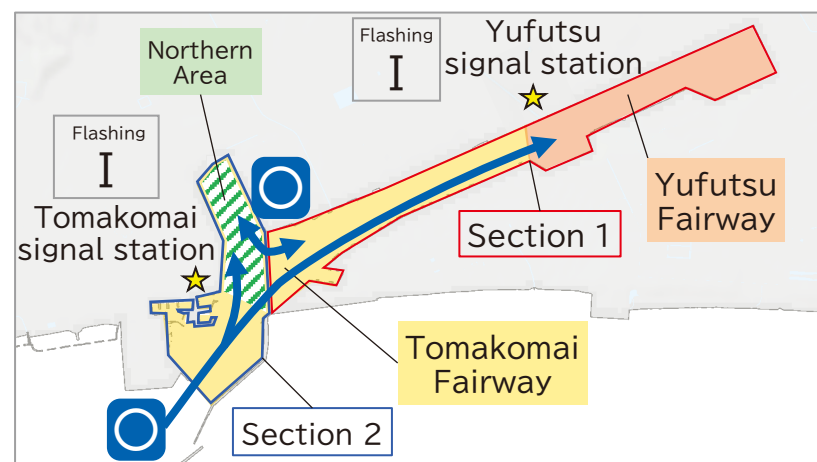 Flashing
I
Yufutsu
signal station
Northern
Area
Flashing
I
Tomakomai
signal station
Yufutsu
Fairway
Section 1
Tomakomai
Fairway
Section 2